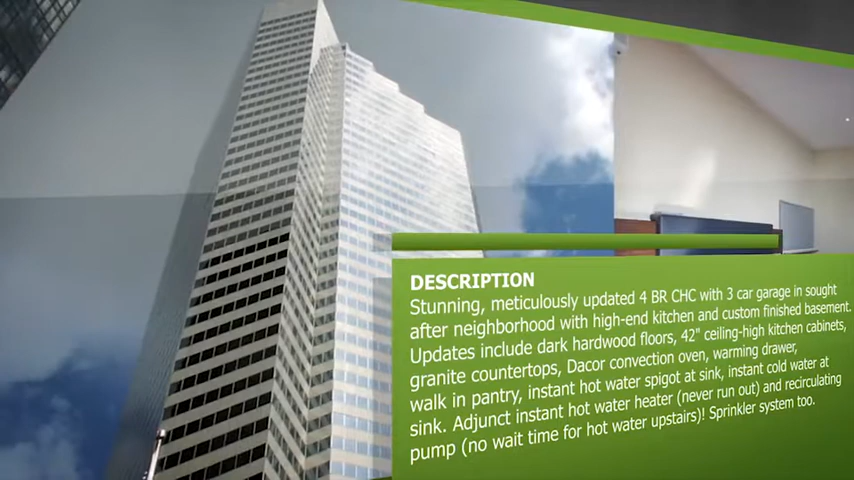 DESCRIPTION
Stunning, meticulously updated 4 BR CHC with 3 car garage in sought
after neighborhood with high-end kitchen and custom finished basement.
Updates include dark hardwood floors, 42" ceiling-high kitchen cabinets,
granite countertops, Dacor convection oven, warming drawer,
walk in pantry, instant hot water spigot at sink, instant cold water at
sink. Adjunct instant hot water heater (never run out) and recirculating
pump (no wait time for hot water upstairs)! Sprinkler system too.